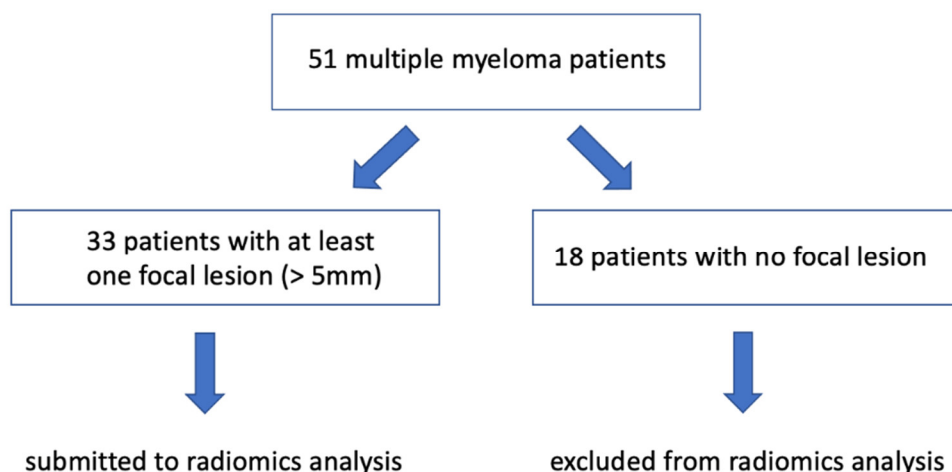 51 multiple myeloma patients
33 patients with at least
one focal lesion (> 5mm)
18 patients with no focal lesion
submitted to radiomics analysis
excluded from radiomics analysis